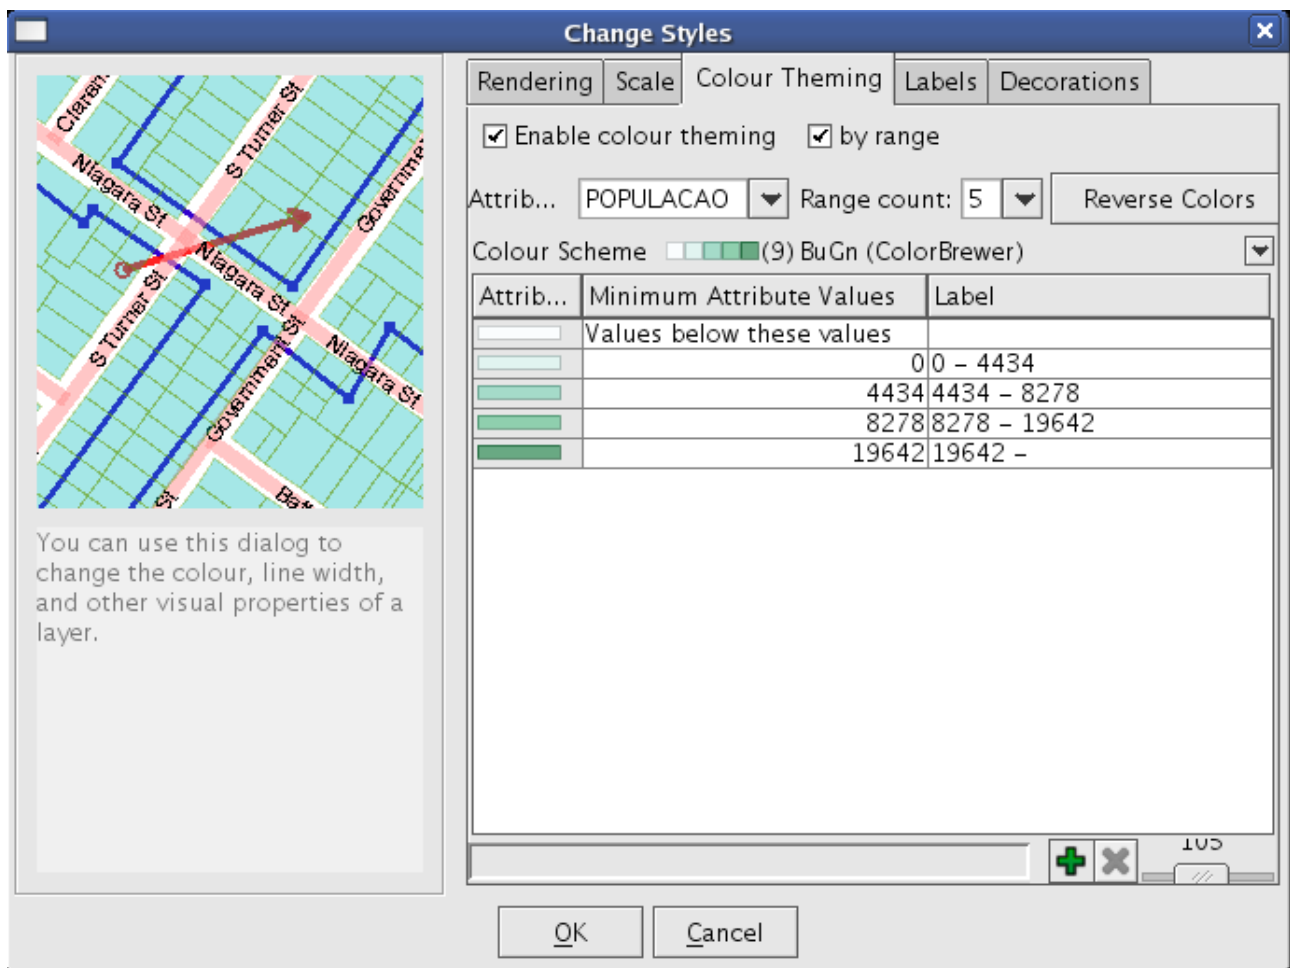 Change Styles
Rendering Scale Colour Theming Labels Decorations
Enable colour theming by range
Attrib... POPULACAO Range count: 5 Reverse Colors
Colour Scheme (9) BuGn (ColorBrewer)
Attrib... Minimum Attribute Values Label
Values below these values
0 0 – 4434
4434 4434 – 8278
8278 8278 – 19642
19642 19642 –
105
Claren
S Turner St
Niagara St
Governme
Niagara St
S Turner St
Government St
Niagara St
St
Batt
You can use this dialog to
change the colour, line width,
and other visual properties of a
layer.
OK Cancel